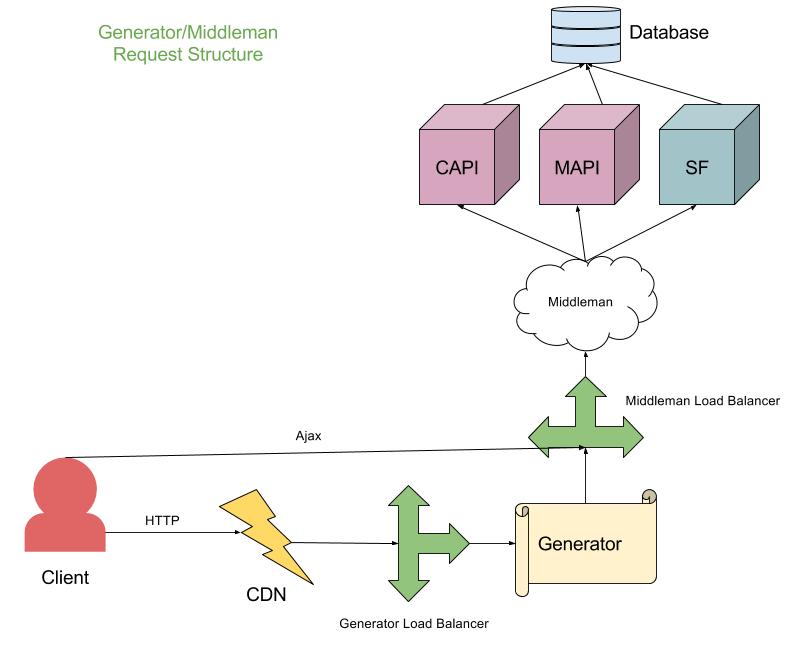 Generator/Middleman
Request Structure
Database
CAPI
MAPI
SF
Middleman
Middleman Load Balancer
Ajax
HTTP
Generator
Client
CDN
Generator Load Balancer